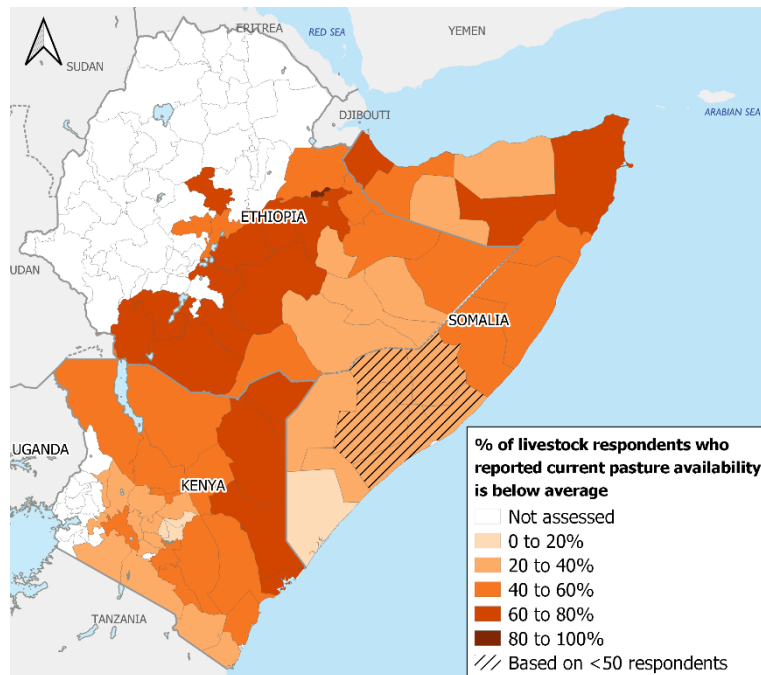 ERITREA
RED SEA
YEMEN
SUDAN
DJIBOUTI
ARABIAN SEA
ETHIOPIA
UDAN
SOMALIA
UGANDA
KENYA
TANZANIA
% of livestock respondents who
reported current pasture availability
is below average
Not assessed
0 to 20%
20 to 40%
40 to 60%
60 to 80%
80 to 100%
Based on <50 respondents